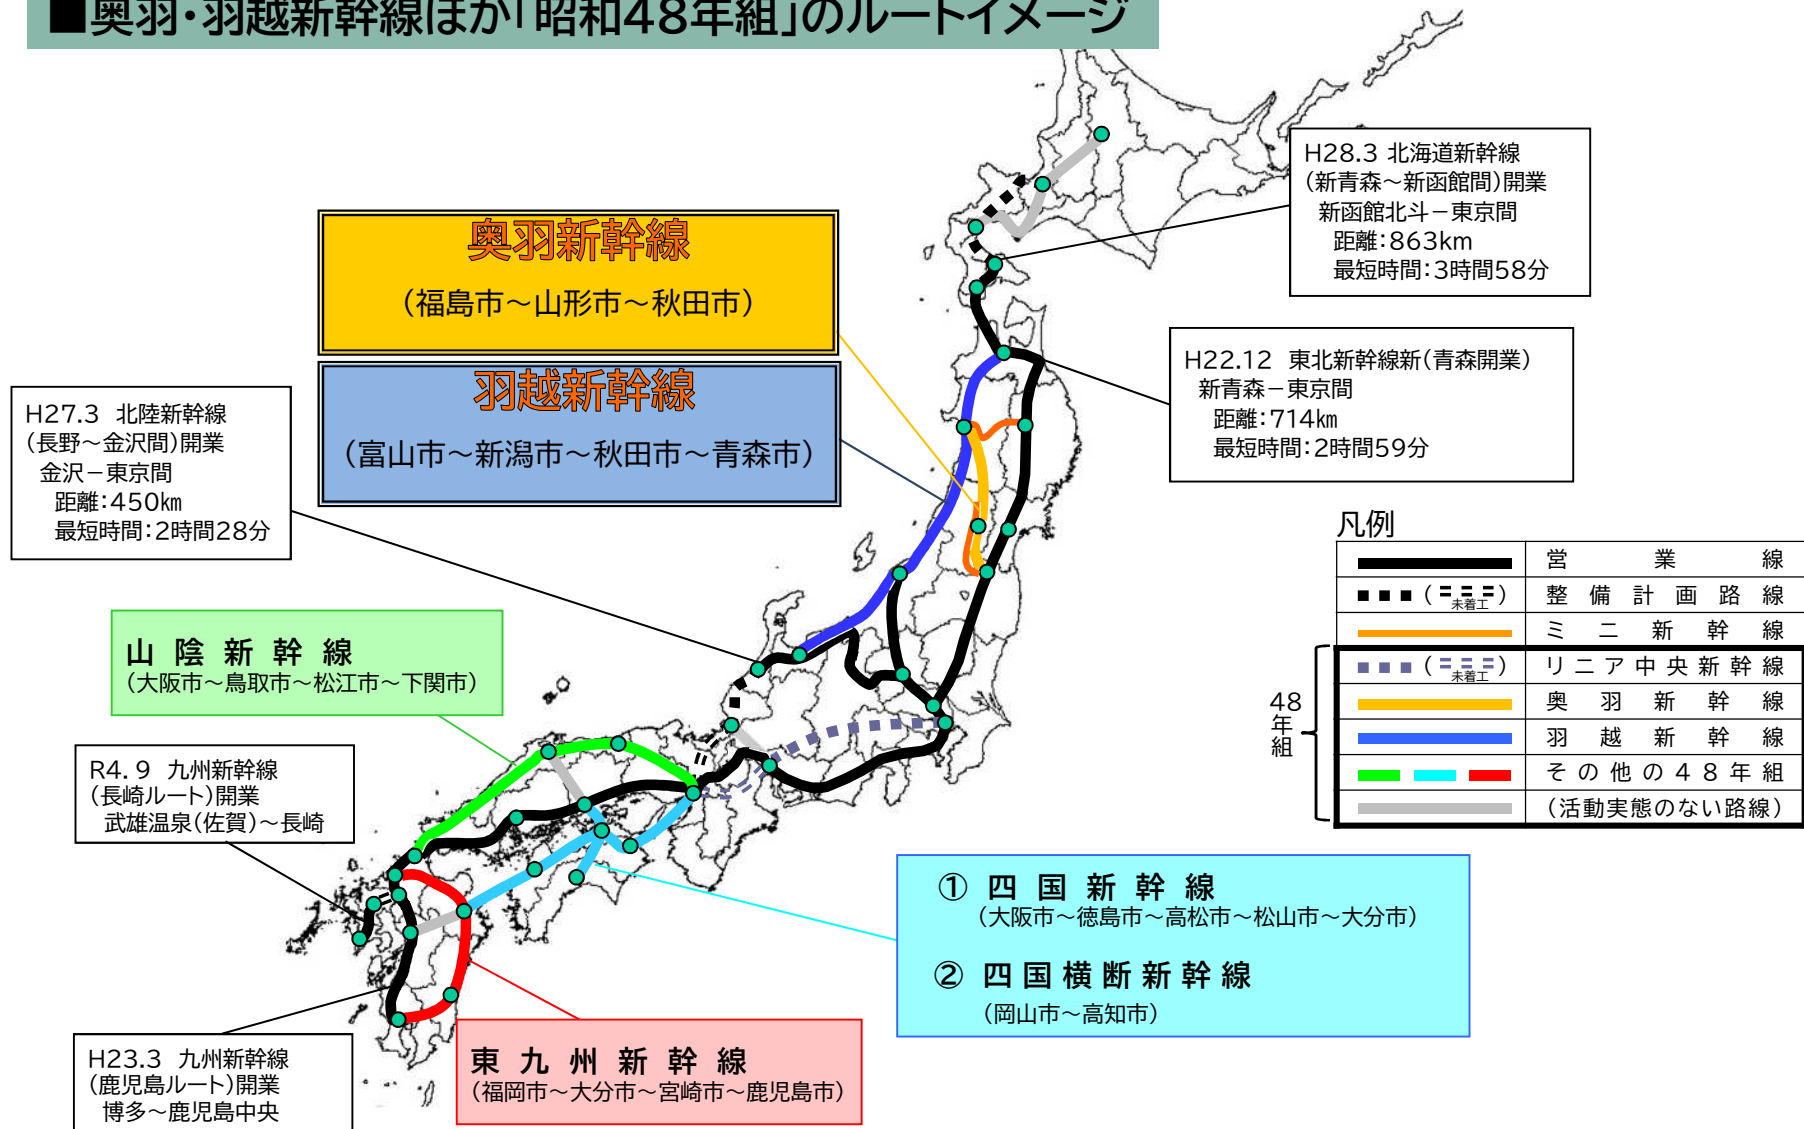 ■奥羽・羽越新幹線ほか「昭和48年組」のルートイメージ
H28.3 北海道新幹線
(新青森～新函館間)開業
新函館北斗－東京間
距離:863km
最短時間:3時間58分
奥羽新幹線
(福島市～山形市～秋田市)
羽越新幹線
(富山市～新潟市～秋田市～青森市)
H22.12 東北新幹線新(青森開業)
新青森－東京間
距離:714km
最短時間:2時間59分
H27.3 北陸新幹線
(長野～金沢間)開業
金沢－東京間
距離:450km
最短時間:2時間28分
凡例
営業線
(未着工) 整備計画路線
ミニ新幹線
(未着工) リニア中央新幹線
奥羽新幹線
羽越新幹線
その他の48年組
(活動実態のない路線)
48年組
山陰新幹線
(大阪市～鳥取市～松江市～下関市)
R4.9 九州新幹線
(長崎ルート)開業
武雄温泉(佐賀)～長崎
① 四国新幹線
(大阪市～徳島市～高松市～松山市～大分市)
② 四国横断新幹線
(岡山市～高知市)
H23.3 九州新幹線
(鹿児島ルート)開業
博多～鹿児島中央
東九州新幹線
(福岡市～大分市～宮崎市～鹿児島市)